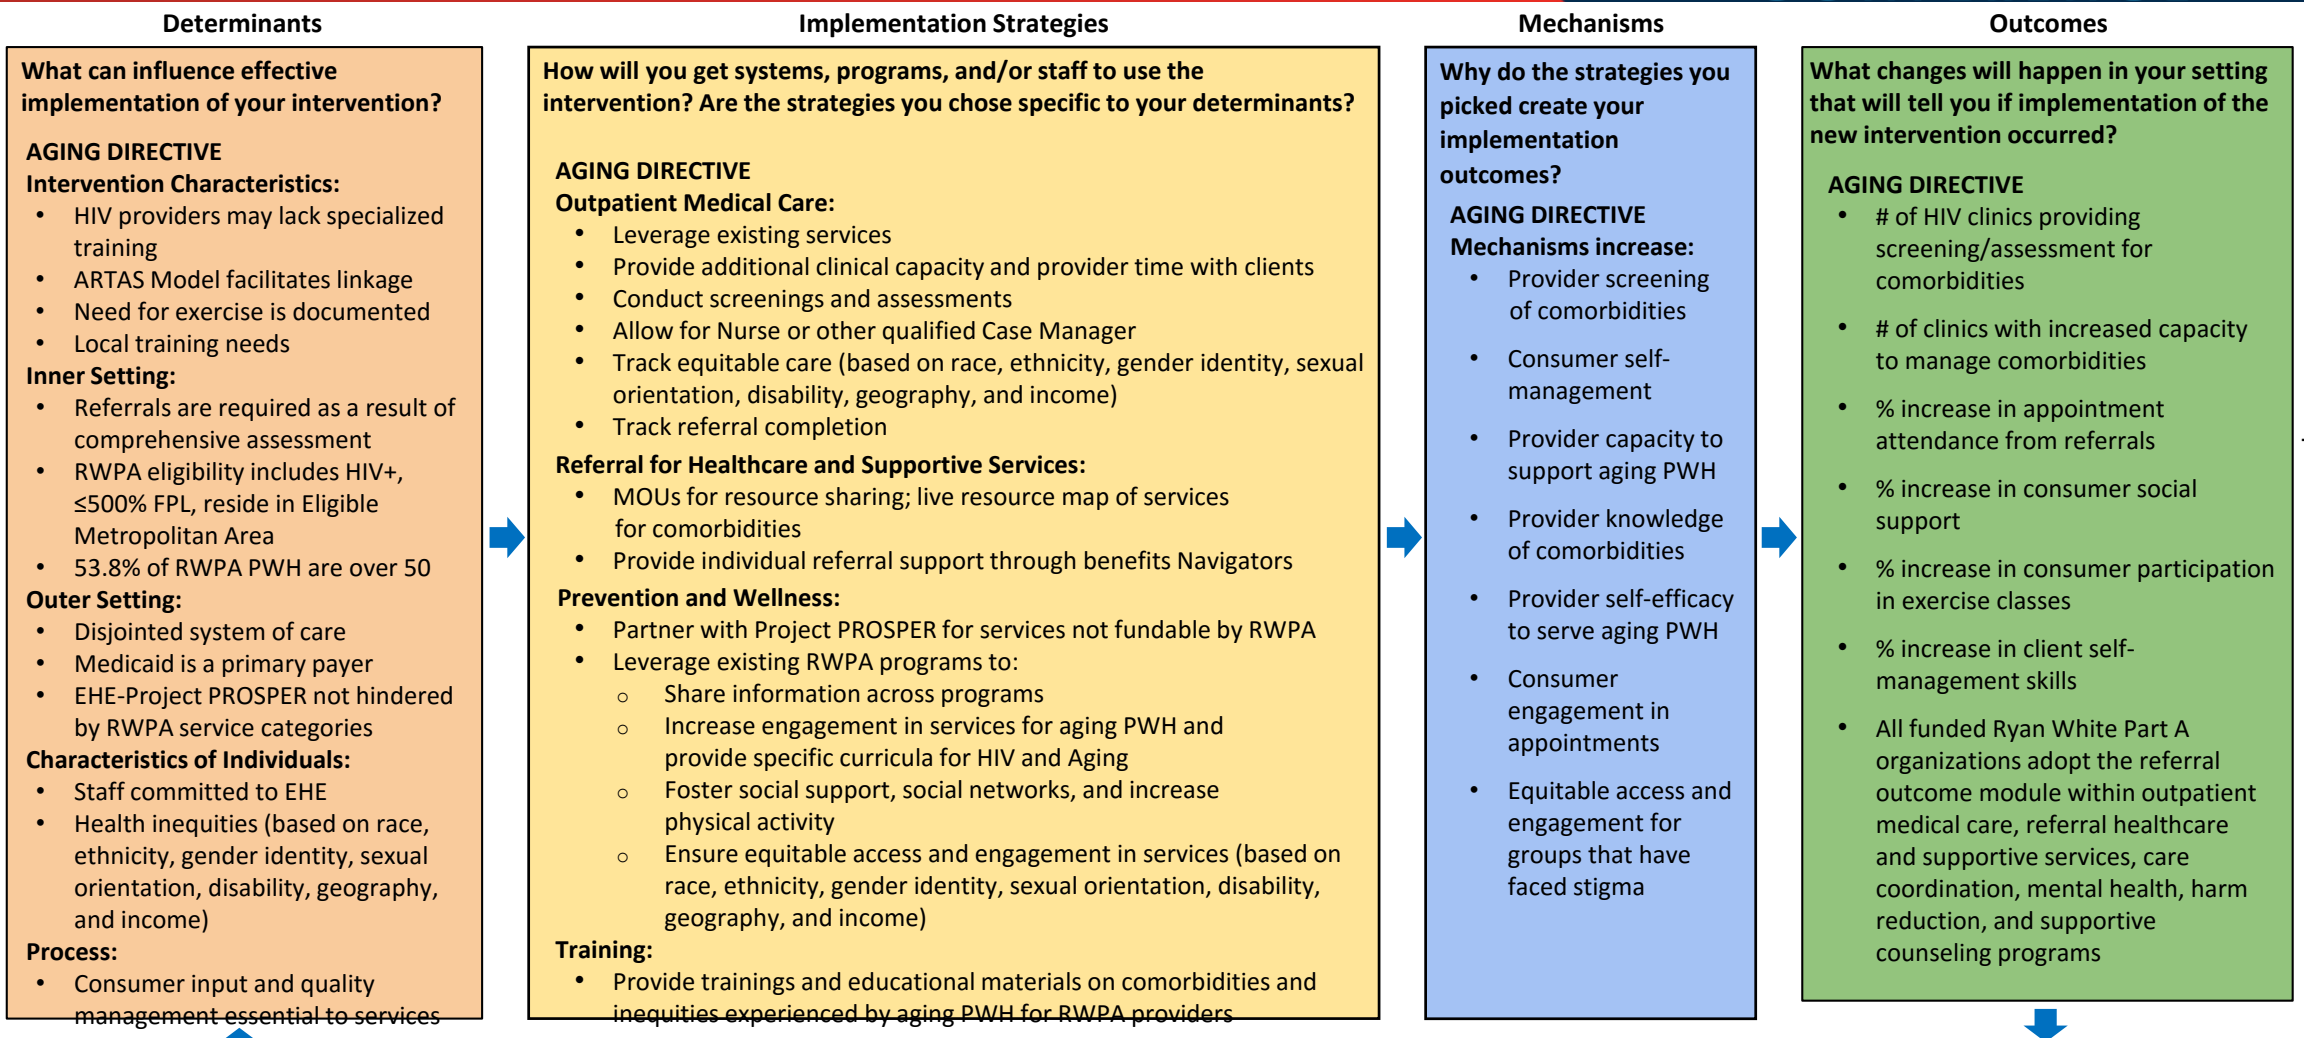 Determinants
What can influence effective
implementation of your intervention?
AGING DIRECTIVE
Intervention Characteristics:
• HIV providers may lack specialized
training
• ARTAS Model facilitates linkage
• Need for exercise is documented
• Local training needs
Inner Setting:
• Referrals are required as a result of
comprehensive assessment
• RWPA eligibility includes HIV+,
≤500% FPL, reside in Eligible
Metropolitan Area
• 53.8% of RWPA PWH are over 50
Outer Setting:
• Disjointed system of care
• Medicaid is a primary payer
• EHE-Project PROSPER not hindered
by RWPA service categories
Characteristics of Individuals:
• Staff committed to EHE
• Health inequities (based on race,
ethnicity, gender identity, sexual
orientation, disability, geography,
and income)
Process:
• Consumer input and quality
management essential to services
Implementation Strategies
How will you get systems, programs, and/or staff to use the
intervention? Are the strategies you chose specific to your determinants?
AGING DIRECTIVE
Outpatient Medical Care:
• Leverage existing services
• Provide additional clinical capacity and provider time with clients
• Conduct screenings and assessments
• Allow for Nurse or other qualified Case Manager
• Track equitable care (based on race, ethnicity, gender identity, sexual
orientation, disability, geography, and income)
• Track referral completion
Referral for Healthcare and Supportive Services:
• MOUs for resource sharing; live resource map of services
for comorbidities
• Provide individual referral support through benefits Navigators
Prevention and Wellness:
• Partner with Project PROSPER for services not fundable by RWPA
• Leverage existing RWPA programs to:
o Share information across programs
o Increase engagement in services for aging PWH and
provide specific curricula for HIV and Aging
o Foster social support, social networks, and increase
physical activity
o Ensure equitable access and engagement in services (based on
race, ethnicity, gender identity, sexual orientation, disability,
geography, and income)
Training:
• Provide trainings and educational materials on comorbidities and
inequities experienced by aging PWH for RWPA providers
Mechanisms
Why do the strategies you
picked create your
implementation
outcomes?
AGING DIRECTIVE
Mechanisms increase:
• Provider screening
of comorbidities
• Consumer self-
management
• Provider capacity to
support aging PWH
• Provider knowledge
of comorbidities
• Provider self-efficacy
to serve aging PWH
• Consumer
engagement in
appointments
• Equitable access and
engagement for
groups that have
faced stigma
Outcomes
What changes will happen in your setting
that will tell you if implementation of the
new intervention occurred?
AGING DIRECTIVE
• # of HIV clinics providing
screening/assessment for
comorbidities
• # of clinics with increased capacity
to manage comorbidities
• % increase in appointment
attendance from referrals
• % increase in consumer social
support
• % increase in consumer participation
in exercise classes
• % increase in client self-
management skills
• All funded Ryan White Part A
organizations adopt the referral
outcome module within outpatient
medical care, referral healthcare
and supportive services, care
coordination, mental health, harm
reduction, and supportive
counseling programs